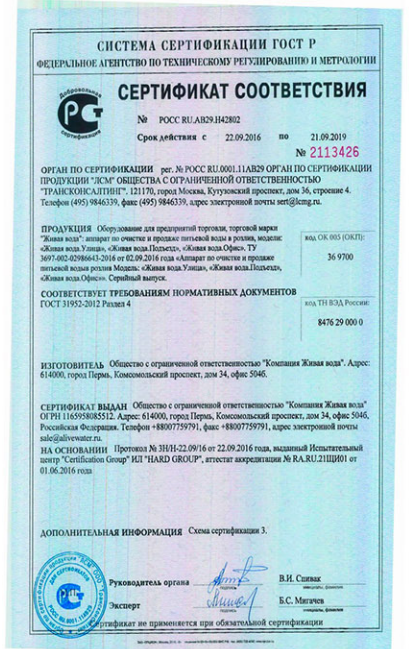 СИСТЕМА СЕРТИФИКАЦИИ ГОСТ Р
ФЕДЕРАЛЬНОЕ АГЕНТСТВО ПО ТЕХНИЧЕСКОМУ РЕГУЛИРОВАНИЮ И МЕТРОЛОГИИ
Добровольная
сертификация
СЕРТИФИКАТ СООТВЕТСТВИЯ
№ РОСС RU.АВ29.Н42802
Срок действия с 22.09.2016 по 21.09.2019
№ 2113426
ОРГАН ПО СЕРТИФИКАЦИИ рег. № РОСС RU.0001.11АВ29 ОРГАН ПО СЕРТИФИКАЦИИ
ПРОДУКЦИИ "ЛСМ" ОБЩЕСТВА С ОГРАНИЧЕННОЙ ОТВЕТСТВЕННОСТЬЮ
"ТРАНСКОНСАЛТИНГ". 121170, город Москва, Кутузовский проспект, дом 36, строение 4.
Телефон (495) 9846339, факс (495) 9846339, адрес электронной почты sert@lcmg.ru.
ПРОДУКЦИЯ Оборудование для предприятий торговли, торговой марки
"Живая вода": аппарат по очистке и продаже питьевой воды в розлив, модели:
«Живая вода.Улица», «Живая вода.Подъезд», «Живая вода.Офис». ТУ
3697-002-02986643-2016 от 02.09.2016 года «Аппарат по очистке и продаже
питьевой воды в розлив Модель: «Живая вода.Улица», «Живая вода.Подъезд»,
«Живая вода.Офис»». Серийный выпуск.
код ОК 005 (ОКП):
36 9700
СООТВЕТСТВУЕТ ТРЕБОВАНИЯМ НОРМАТИВНЫХ ДОКУМЕНТОВ
ГОСТ 31952-2012 Раздел 4
код ТН ВЭД России:
8476 29 000 0
ИЗГОТОВИТЕЛЬ Общество с ограниченной ответственностью "Компания Живая вода". Адрес:
614000, город Пермь, Комсомольский проспект, дом 34, офис 504б.
СЕРТИФИКАТ ВЫДАН Общество с ограниченной ответственностью "Компания Живая вода"
ОГРН 1165958085512. Адрес: 614000, город Пермь, Комсомольский проспект, дом 34, офис 504б,
Российская Федерация. Телефон +88007759791, факс +88007759791, адрес электронной почты
sale@alivewater.ru.
НА ОСНОВАНИИ Протокол № 3Н/Н-22.09/16 от 22.09.2016 года, выданный Испытательный
центр "Certification Group" ИЛ "HARD GROUP", аттестат аккредитации № RA.RU.21ЩИ01 от
01.06.2016 года
ДОПОЛНИТЕЛЬНАЯ ИНФОРМАЦИЯ Схема сертификации 3.
Руководитель органа В.И. Спивак
Эксперт Б.С. Мигачев
Сертификат не применяется при обязательной сертификации